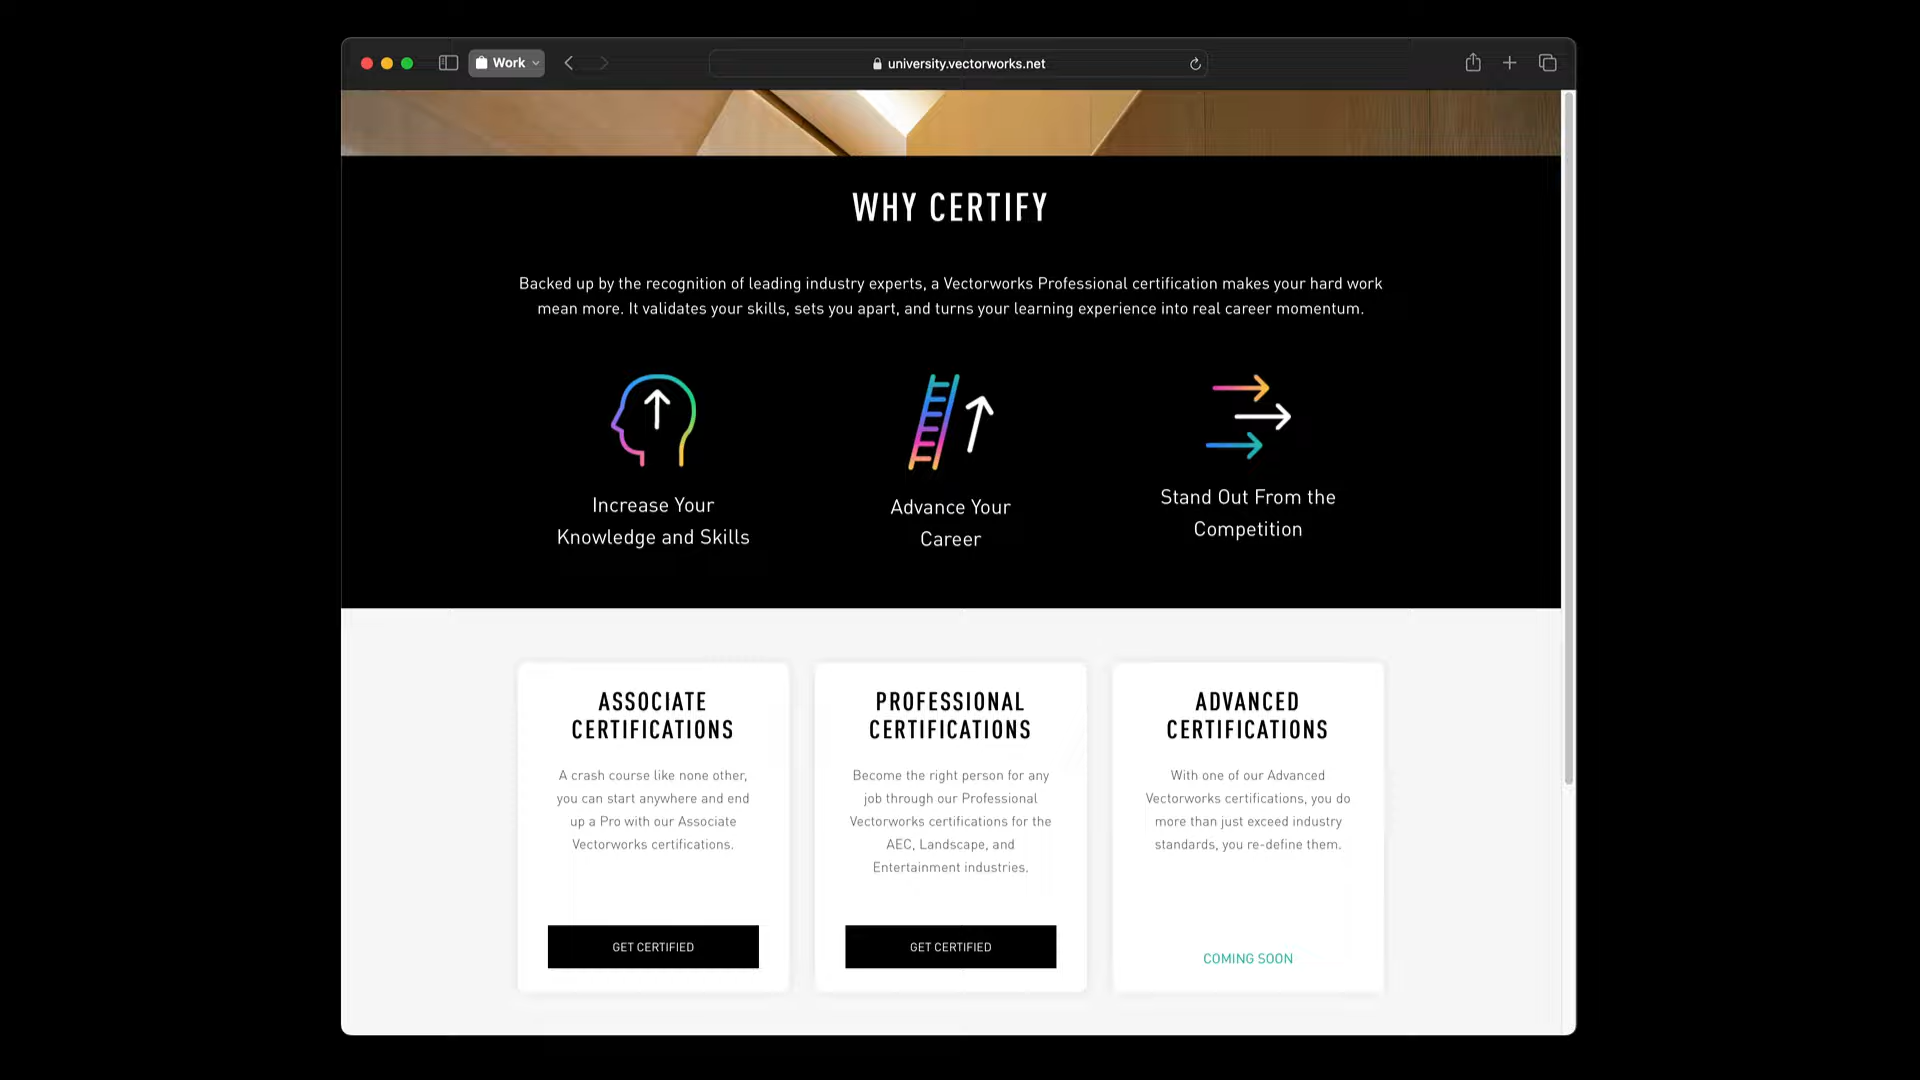 Work
university.vectorworks.net
WHY CERTIFY
Backed up by the recognition of leading industry experts, a Vectorworks Professional certification makes your hard work
mean more. It validates your skills, sets you apart, and turns your learning experience into real career momentum.
Increase Your
Knowledge and Skills
Advance Your
Career
Stand Out From the
Competition
ASSOCIATE
CERTIFICATIONS
A crash course like none other,
you can start anywhere and end
up a Pro with our Associate
Vectorworks certifications.
GET CERTIFIED
PROFESSIONAL
CERTIFICATIONS
Become the right person for any
job through our Professional
Vectorworks certifications for the
AEC, Landscape, and
Entertainment industries.
GET CERTIFIED
ADVANCED
CERTIFICATIONS
With one of our Advanced
Vectorworks certifications, you do
more than just exceed industry
standards, you re-define them.
COMING SOON